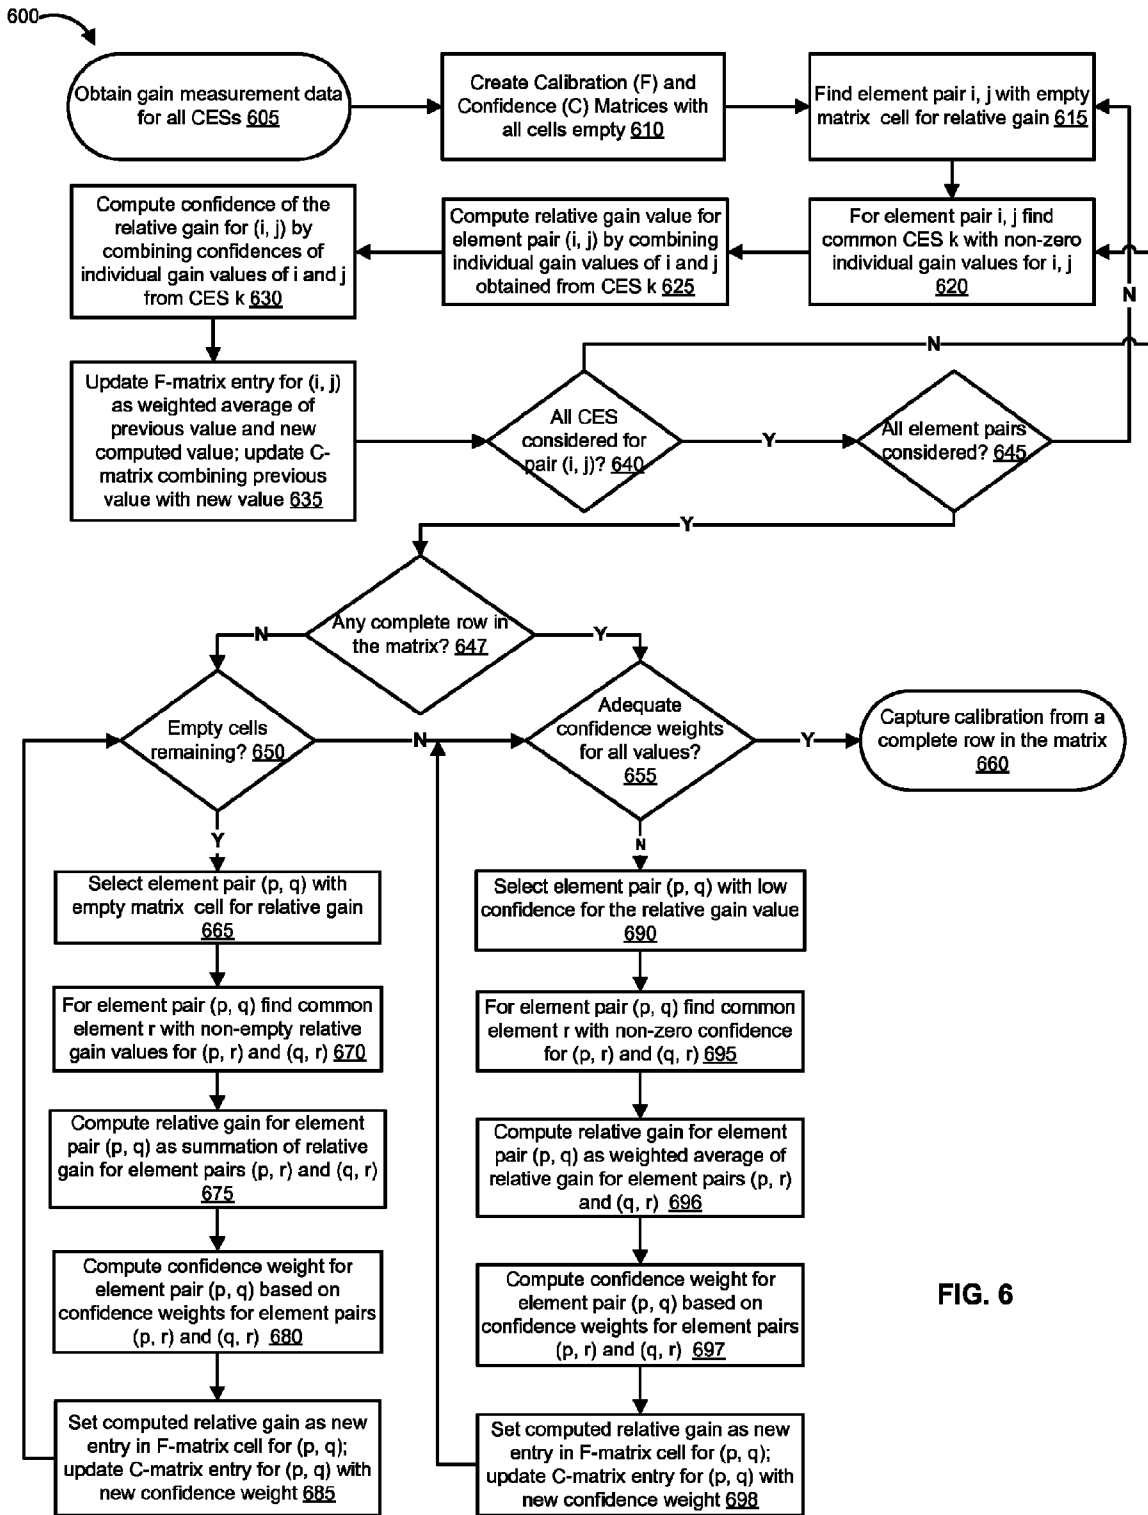 600
Obtain gain measurement data
for all CESs 605
Create Calibration (F) and
Confidence (C) Matrices with
all cells empty 610
Find element pair i, j with empty
matrix cell for relative gain 615
Compute confidence of the
relative gain for (i, j) by
combining confidences of
individual gain values of i and j
from CES k 630
Compute relative gain value for
element pair (i, j) by combining
individual gain values of i and j
obtained from CES k 625
For element pair i, j find
common CES k with non-zero
individual gain values for i, j
620
N
N
Update F-matrix entry for (i, j)
as weighted average of
previous value and new
computed value; update C-
matrix combining previous
value with new value 635
All CES
considered for
pair (i, j)? 640
Y
All element pairs
considered? 645
Y
Any complete row in
the matrix? 647
N
Y
Empty cells
remaining? 650
N
Adequate
confidence weights
for all values?
655
Y
Capture calibration from a
complete row in the matrix
660
Y
N
Select element pair (p, q) with
empty matrix cell for relative gain
665
Select element pair (p, q) with low
confidence for the relative gain value
690
For element pair (p, q) find common
element r with non-empty relative
gain values for (p, r) and (q, r) 670
For element pair (p, q) find common
element r with non-zero confidence
for (p, r) and (q, r) 695
Compute relative gain for element
pair (p, q) as summation of relative
gain for element pairs (p, r) and (q, r)
675
Compute relative gain for element
pair (p, q) as weighted average of
relative gain for element pairs (p, r)
and (q, r) 696
Compute confidence weight for
element pair (p, q) based on
confidence weights for element pairs
(p, r) and (q, r) 680
Compute confidence weight for
element pair (p, q) based on
confidence weights for element pairs
(p, r) and (q, r) 697
FIG. 6
Set computed relative gain as new
entry in F-matrix cell for (p, q);
update C-matrix entry for (p, q) with
new confidence weight 685
Set computed relative gain as new
entry in F-matrix cell for (p, q);
update C-matrix entry for (p, q) with
new confidence weight 698